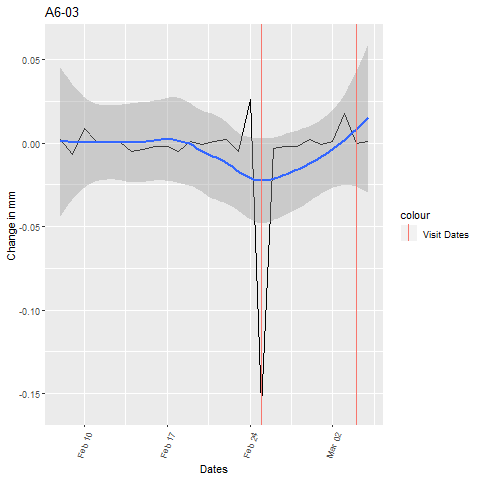 A6-03
0.05
0.00
-0.05
-0.10
-0.15
Change in mm
Feb 10
Feb 17
Feb 24
Mar 02
Dates
colour
Visit Dates